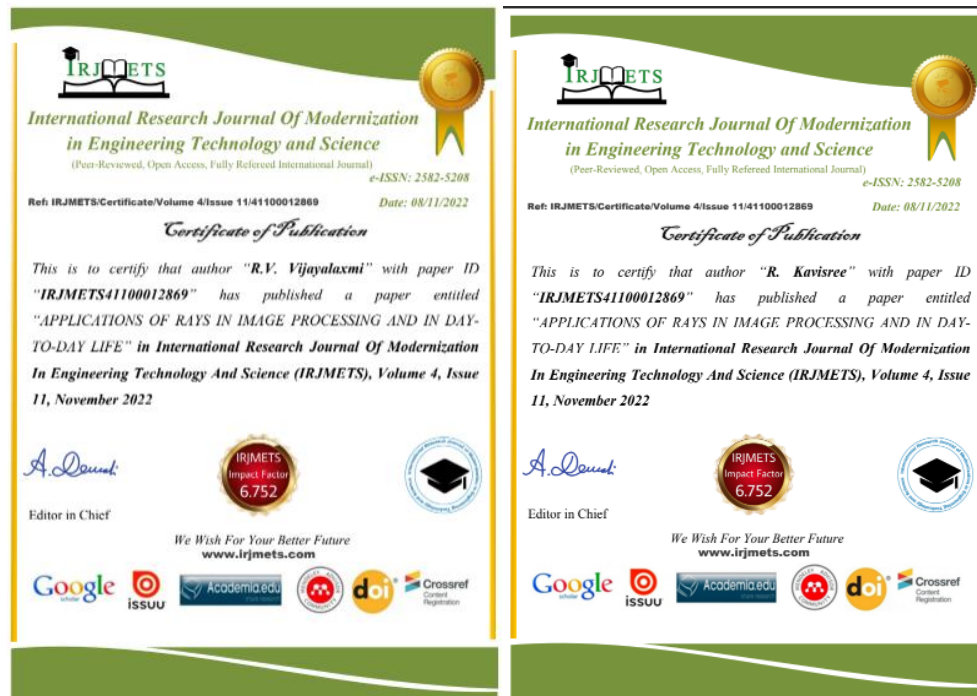 IRJMETS
International Research Journal Of Modernization
in Engineering Technology and Science
(Peer-Reviewed, Open Access, Fully Refereed International Journal)
e-ISSN: 2582-5208
Ref: IRJMETS/Certificate/Volume 4/Issue 11/41100012869
Date: 08/11/2022
Certificate of Publication
This is to certify that author “R.V. Vijayalaxmi” with paper ID
“IRJMETS41100012869” has published a paper entitled
“APPLICATIONS OF RAYS IN IMAGE PROCESSING AND IN DAY-
TO-DAY LIFE” in International Research Journal Of Modernization
In Engineering Technology And Science (IRJMETS), Volume 4, Issue
11, November 2022
IRJMETS
Impact Factor
6.752
Editor in Chief
We Wish For Your Better Future
www.irjmets.com
Google
scholar
issuu
Academia.edu
doi
Crossref
Content
Registration
IRJMETS
International Research Journal Of Modernization
in Engineering Technology and Science
(Peer-Reviewed, Open Access, Fully Refereed International Journal)
e-ISSN: 2582-5208
Ref: IRJMETS/Certificate/Volume 4/Issue 11/41100012869
Date: 08/11/2022
Certificate of Publication
This is to certify that author “R. Kavisree” with paper ID
“IRJMETS41100012869” has published a paper entitled
“APPLICATIONS OF RAYS IN IMAGE PROCESSING AND IN DAY-
TO-DAY LIFE” in International Research Journal Of Modernization
In Engineering Technology And Science (IRJMETS), Volume 4, Issue
11, November 2022
IRJMETS
Impact Factor
6.752
Editor in Chief
We Wish For Your Better Future
www.irjmets.com
Google
scholar
issuu
Academia.edu
doi
Crossref
Content
Registration